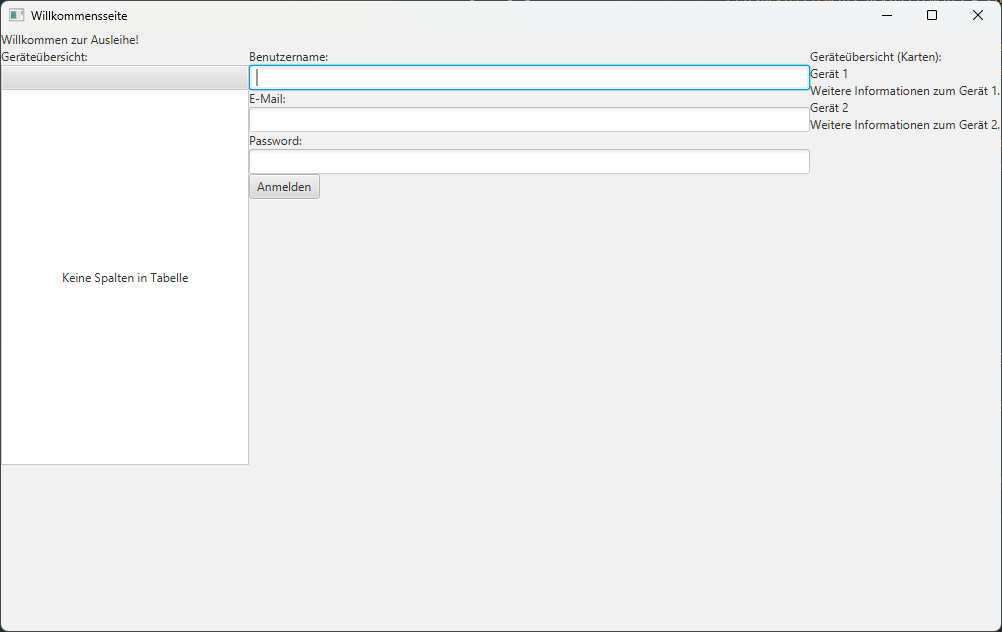 Willkommensseite
Willkommen zur Ausleihe!
Geräteübersicht:
Keine Spalten in Tabelle
Benutzername:
E-Mail:
Password:
Anmelden
Geräteübersicht (Karten):
Gerät 1
Weitere Informationen zum Gerät 1.
Gerät 2
Weitere Informationen zum Gerät 2.